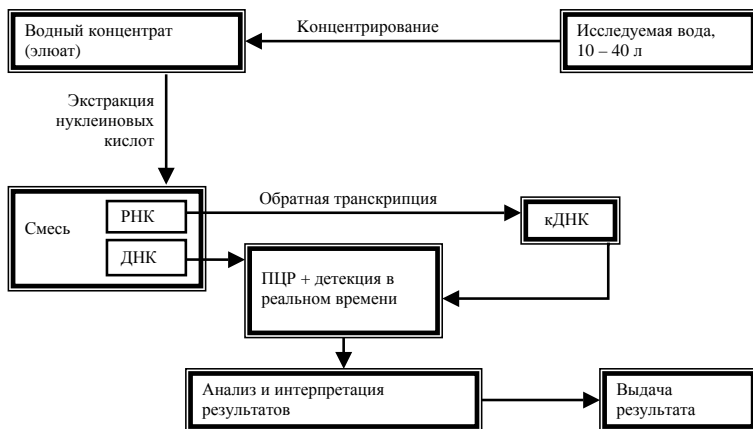 Водный концентрат
(элюат)
Концентрирование
Исследуемая вода,
10 – 40 л
Экстракция
нуклеиновых
кислот
Смесь
РНК
ДНК
Обратная транскрипция
кДНК
ПЦР + детекция в
реальном времени
Анализ и интерпретация
результатов
Выдача
результата